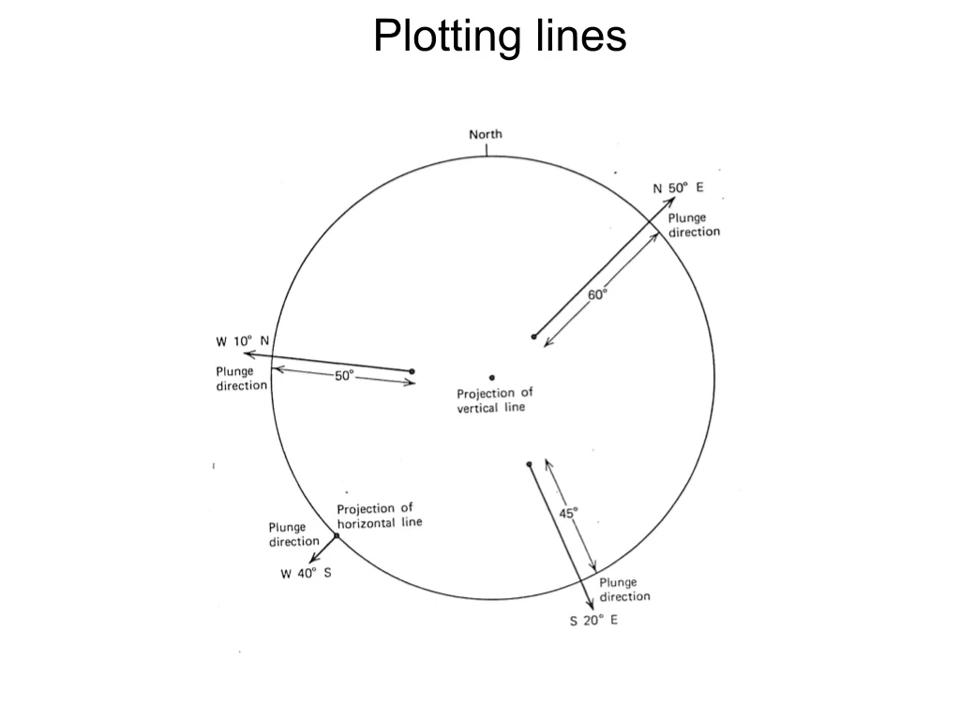 Plotting lines
North
N 50° E
Plunge
direction
60°
W 10° N
Plunge
direction
50°
Projection of
vertical line
Projection of
horizontal line
Plunge
direction
W 40° S
45°
Plunge
direction
S 20° E